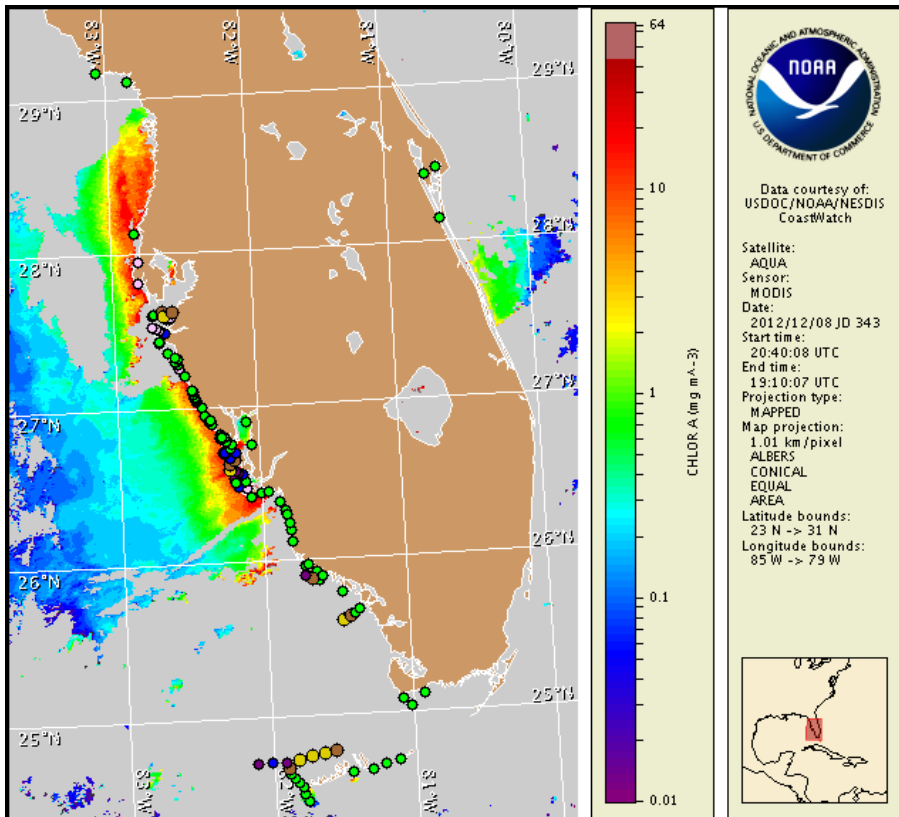 83°W
82°W
81°W
80°W
29°N
29°N
28°N
28°N
27°N
27°N
26°N
26°N
25°N
25°N
83°W
82°W
81°W
64
10
1
0.1
0.01
CHLOR A (mg m^-3)
NATIONAL OCEANIC AND ATMOSPHERIC ADMINISTRATION
NOAA
U.S. DEPARTMENT OF COMMERCE
Data courtesy of:
USDOC/NOAA/NESDIS
CoastWatch
Satellite:
AQUA
Sensor:
MODIS
Date:
2012/12/08 JD 343
Start time:
20:40:08 UTC
End time:
19:10:07 UTC
Projection type:
MAPPED
Map projection:
1.01 km/pixel
ALBERS
CONICAL
EQUAL
AREA
Latitude bounds:
23 N -> 31 N
Longitude bounds:
85 W -> 79 W